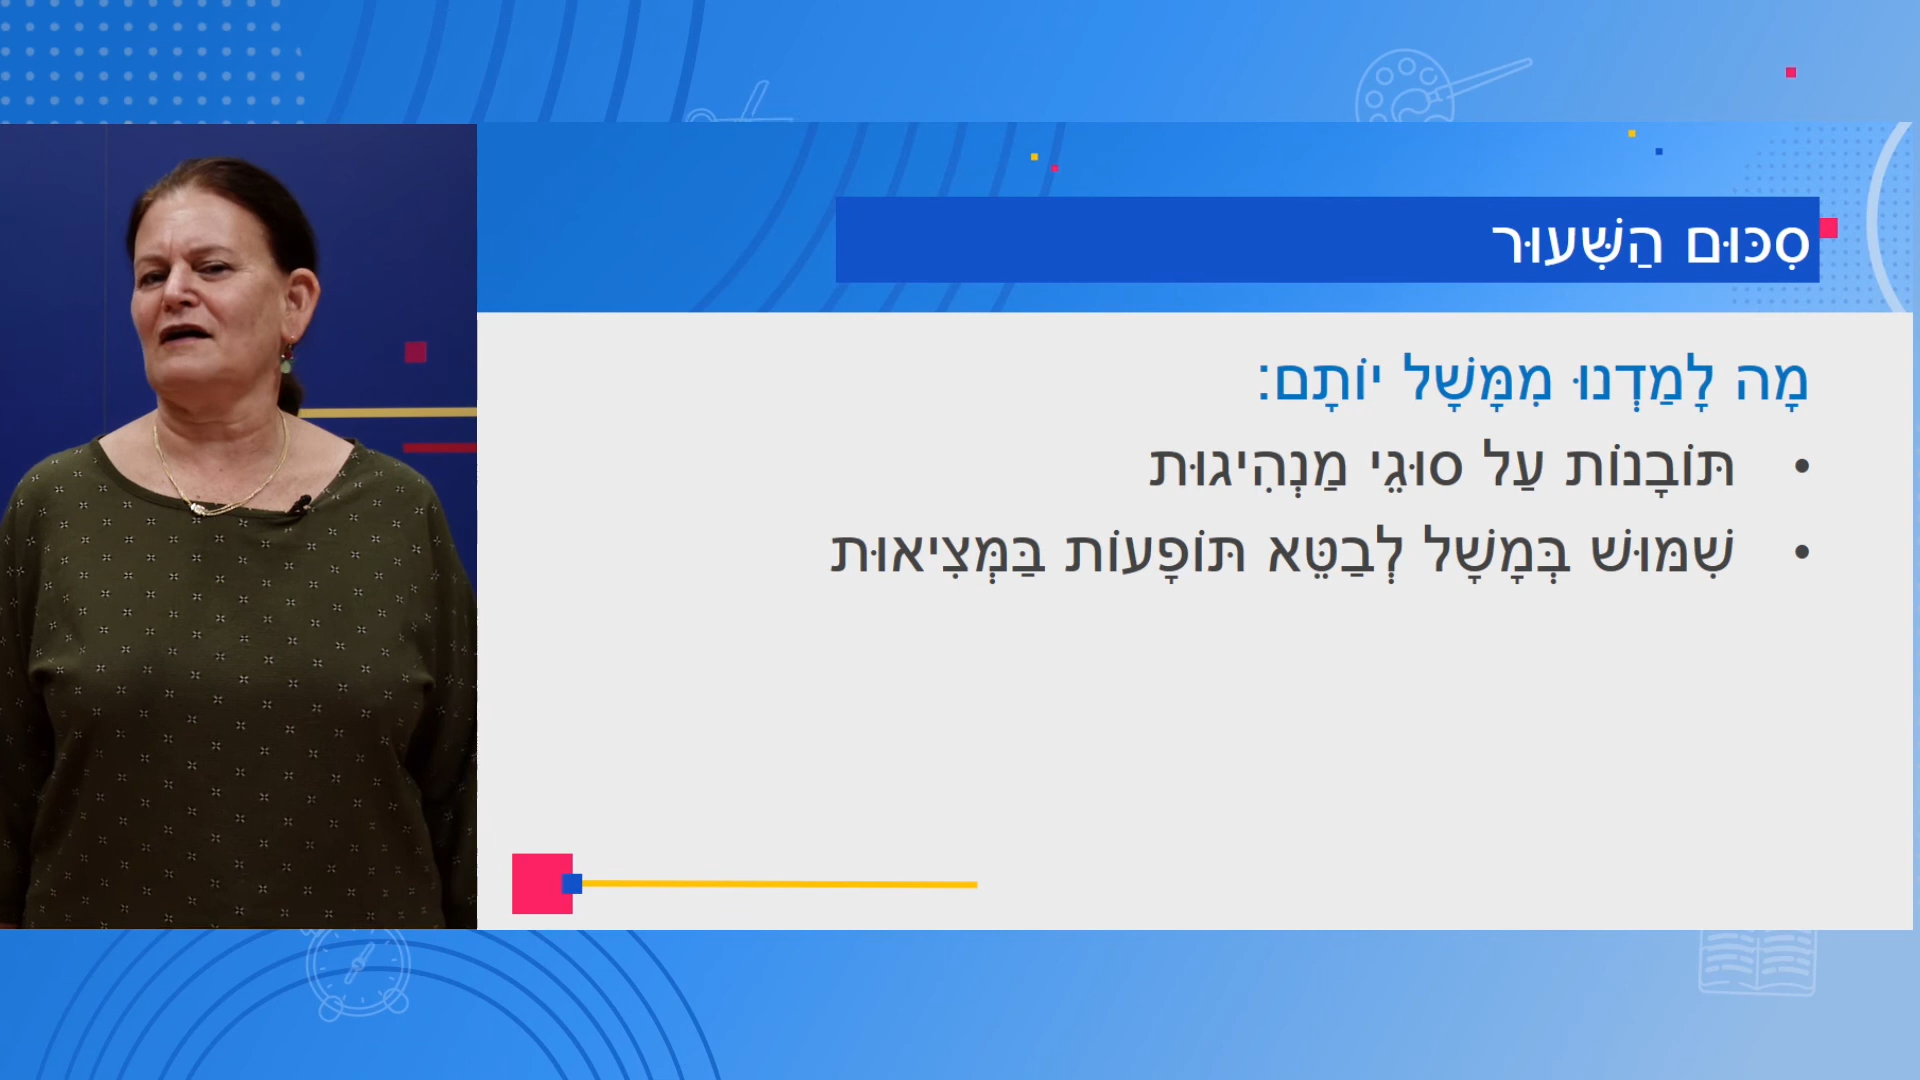 סִכּוּם הַשִּׁעוּר
מָה לָמַדְנוּ מִמָּשָׁל יוֹתָם:
• תּוֹבָנוֹת עַל סוּגֵי מַנְהִיגוּת
• שִׁמּוּשׁ בְּמָשָׁל לְבַטֵּא תּוֹפָעוֹת בַּמְּצִיאוּת